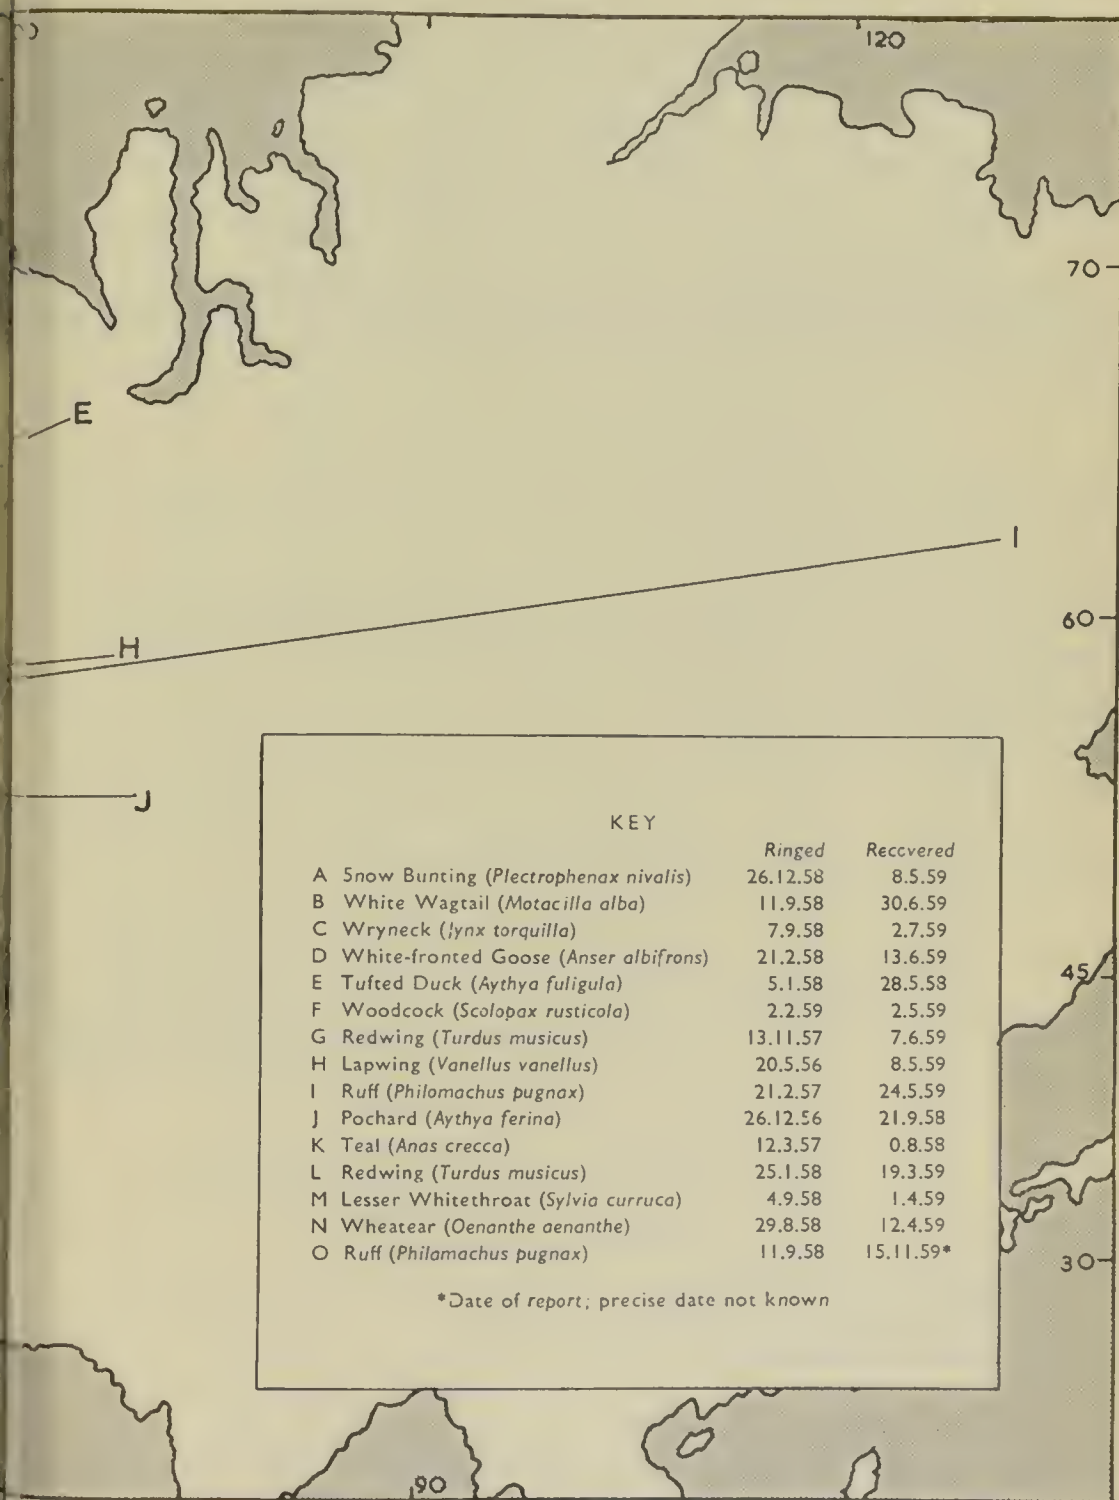 120
70
E
I
60
H
J
KEY
Ringed Recovered
A Snow Bunting (Plectrophenax nivalis) 26.12.58 8.5.59
B White Wagtail (Motacilla alba) 11.9.58 30.6.59
C Wryneck (Jynx torquilla) 7.9.58 2.7.59
D White-fronted Goose (Anser albifrons) 21.2.58 13.6.59
E Tufted Duck (Aythya fuligula) 5.1.58 28.5.58
F Woodcock (Scolopax rusticola) 2.2.59 2.5.59
G Redwing (Turdus musicus) 13.11.57 7.6.59
H Lapwing (Vanellus vanellus) 20.5.56 8.5.59
I Ruff (Philomachus pugnax) 21.2.57 24.5.59
J Pochard (Aythya ferina) 26.12.56 21.9.58
K Teal (Anas crecca) 12.3.57 0.8.58
L Redwing (Turdus musicus) 25.1.58 19.3.59
M Lesser Whitethroat (Sylvia curruca) 4.9.58 1.4.59
N Wheatear (Oenanthe oenanthe) 29.8.58 12.4.59
O Ruff (Philomachus pugnax) 11.9.58 15.11.59*
*Date of report; precise date not known
45
30
90